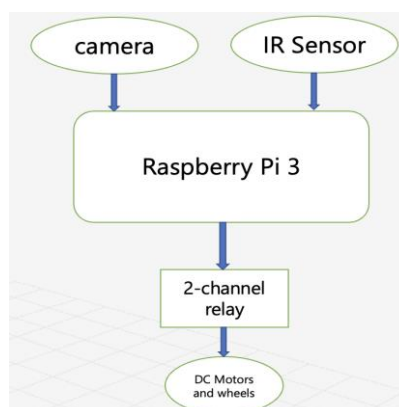 camera
IR Sensor
Raspberry Pi 3
2-channel
relay
DC Motors
and wheels